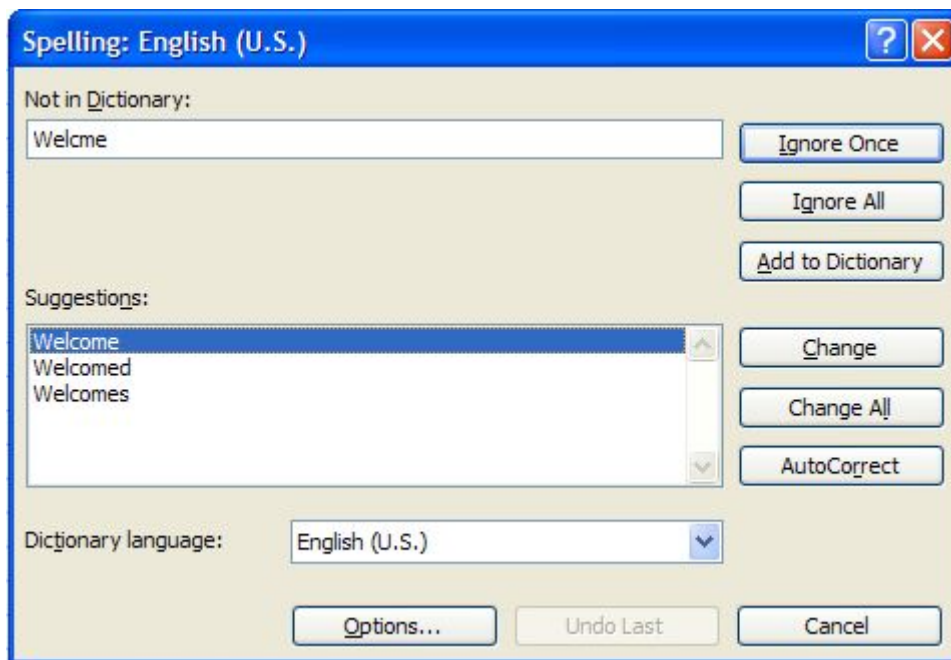 Spelling: English (U.S.)
Not in Dictionary:
Welcme
Ignore Once
Ignore All
Add to Dictionary
Suggestions:
Welcome
Welcomed
Welcomes
Change
Change All
AutoCorrect
Dictionary language:
English (U.S.)
Options...
Undo Last
Cancel